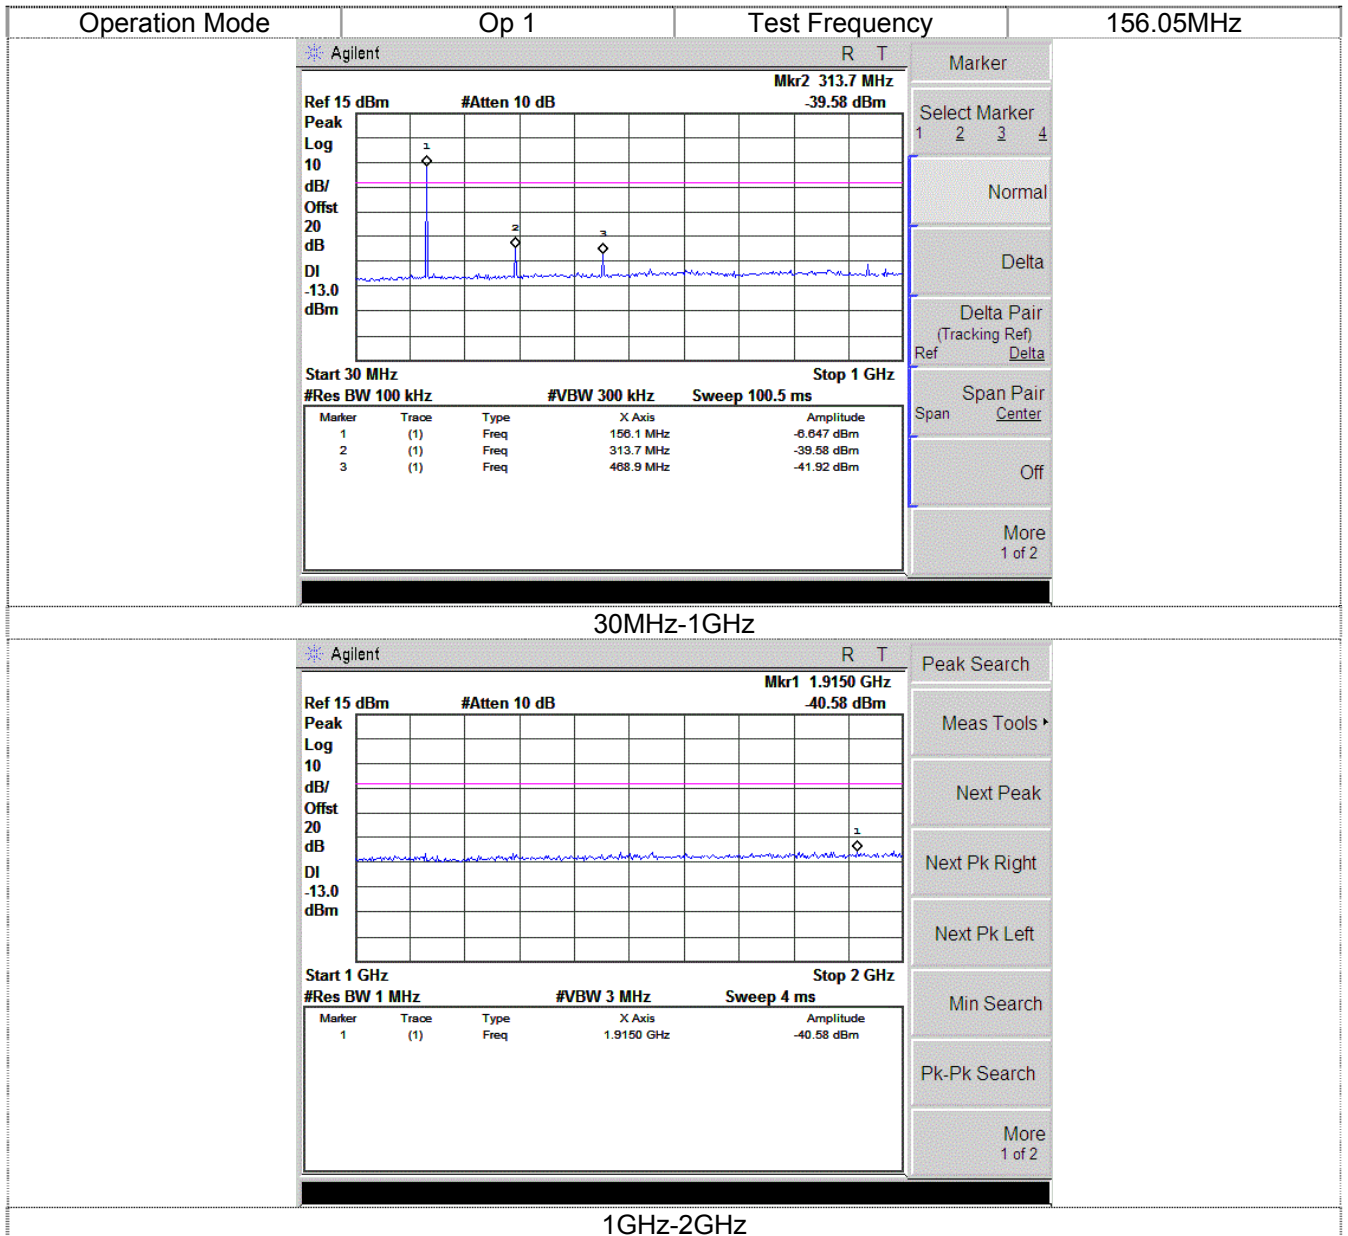 Operation Mode Op 1 Test Frequency 156.05MHz
Agilent R T Marker
Mkr2 313.7 MHz
Ref 15 dBm #Atten 10 dB -39.58 dBm
Peak
Log
10
dB/
Offst
20
dB
DI
-13.0
dBm
1
2
3
Start 30 MHz Stop 1 GHz
#Res BW 100 kHz #VBW 300 kHz Sweep 100.5 ms
Marker Trace Type X Axis Amplitude
1 (1) Freq 156.1 MHz -6.647 dBm
2 (1) Freq 313.7 MHz -39.58 dBm
3 (1) Freq 468.9 MHz -41.92 dBm
Select Marker
1 2 3 4
Normal
Delta
Delta Pair
(Tracking Ref)
Ref Delta
Span Pair
Span Center
Off
More
1 of 2
30MHz-1GHz
Agilent R T Peak Search
Mkr1 1.9150 GHz
Ref 15 dBm #Atten 10 dB -40.58 dBm
Peak
Log
10
dB/
Offst
20
dB
DI
-13.0
dBm
1
Start 1 GHz Stop 2 GHz
#Res BW 1 MHz #VBW 3 MHz Sweep 4 ms
Marker Trace Type X Axis Amplitude
1 (1) Freq 1.9150 GHz -40.58 dBm
Meas Tools
Next Peak
Next Pk Right
Next Pk Left
Min Search
Pk-Pk Search
More
1 of 2
1GHz-2GHz